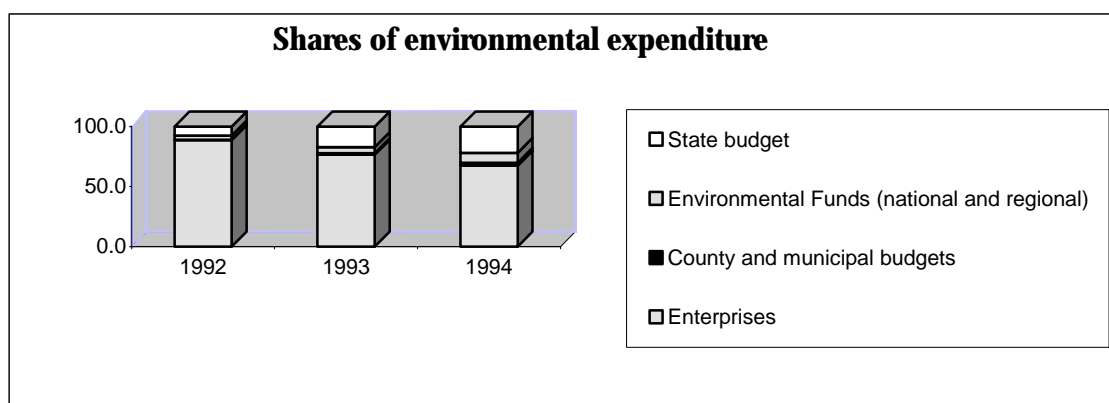 Shares of environmental expenditure
100.0
50.0
0.0
1992 1993 1994
State budget
Environmental Funds (national and regional)
County and municipal budgets
Enterprises